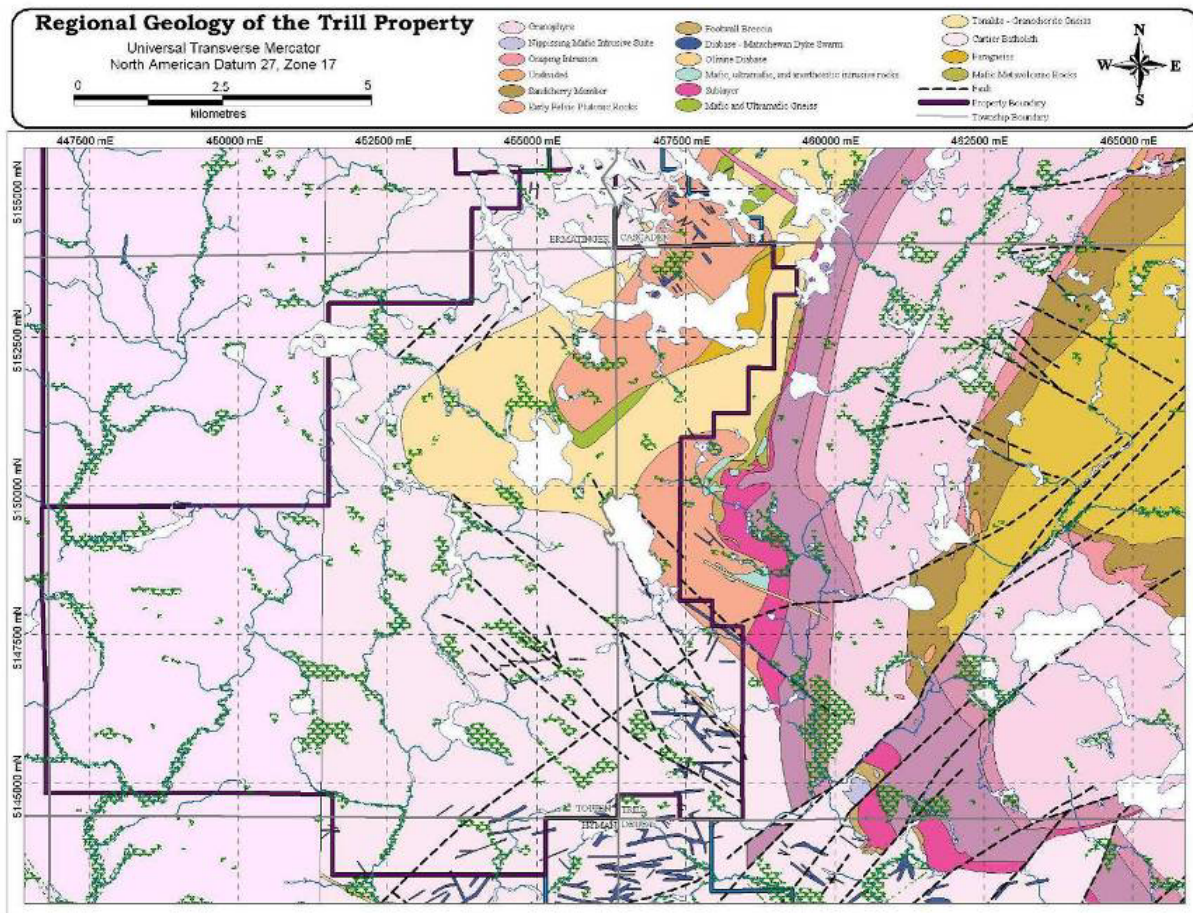 Regional Geology of the Trill Property
Universal Transverse Mercator
North American Datum 27, Zone 17
0 2.5 5
kilometres
Granophyre
Nippissing Mafic Intrusive Suite
Onaping Intrusion
Undivided
Sandcherry Member
Early Felsic Plutonic Rocks
Footwall Breccia
Diabase - Matachewan Dyke Swarm
Olivine Diabase
Mafic, ultramafic, and anorthositic intrusive rocks
Sublayer
Mafic and Ultramafic Gneiss
Tonalite - Granodiorite Gneiss
Cartier Batholith
Paragneiss
Mafic Metavolcanic Rocks
Fault
Property Boundary
Township Boundary
N
W E
S
447500 mE 450000 mE 452500 mE 455000 mE 457500 mE 460000 mE 462500 mE 465000 mE
5155000 mN
5152500 mN
5150000 mN
5147500 mN
5145000 mN
ERMATINGER CASCADEN
TOTTEN TRILL
HYMAN